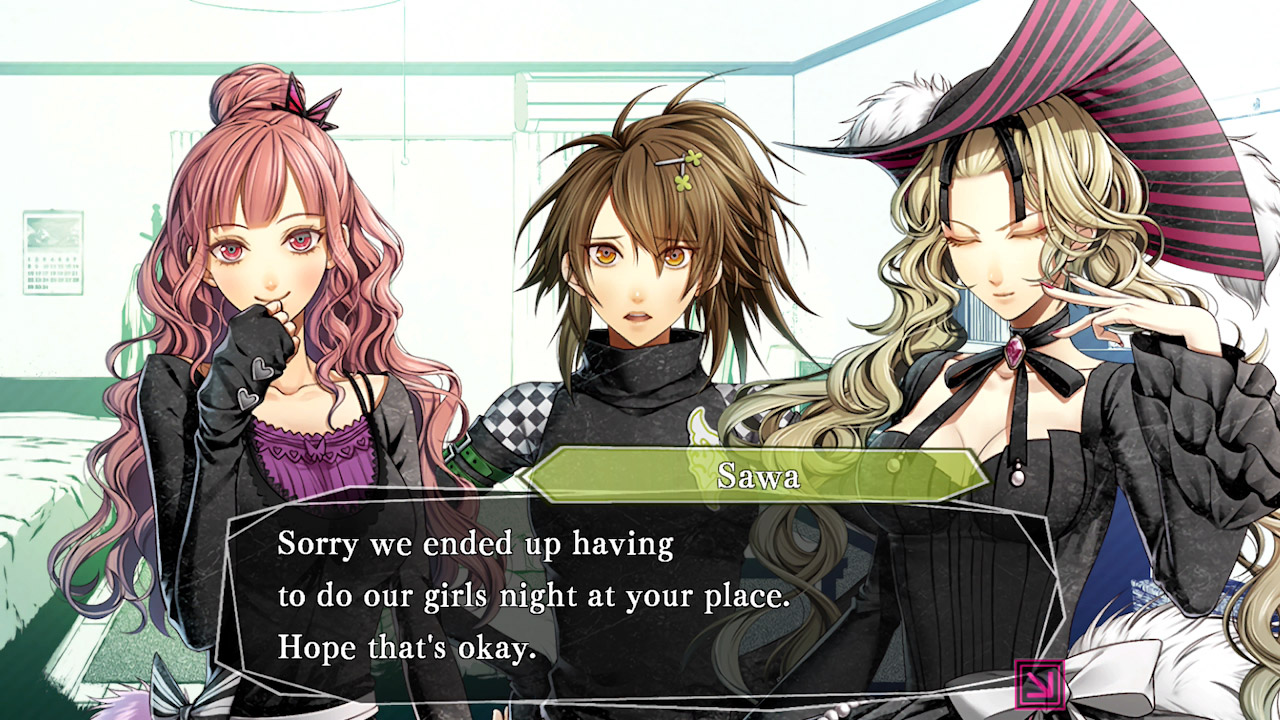 Sawa
Sorry we ended up having
to do our girls night at your place.
Hope that's okay.